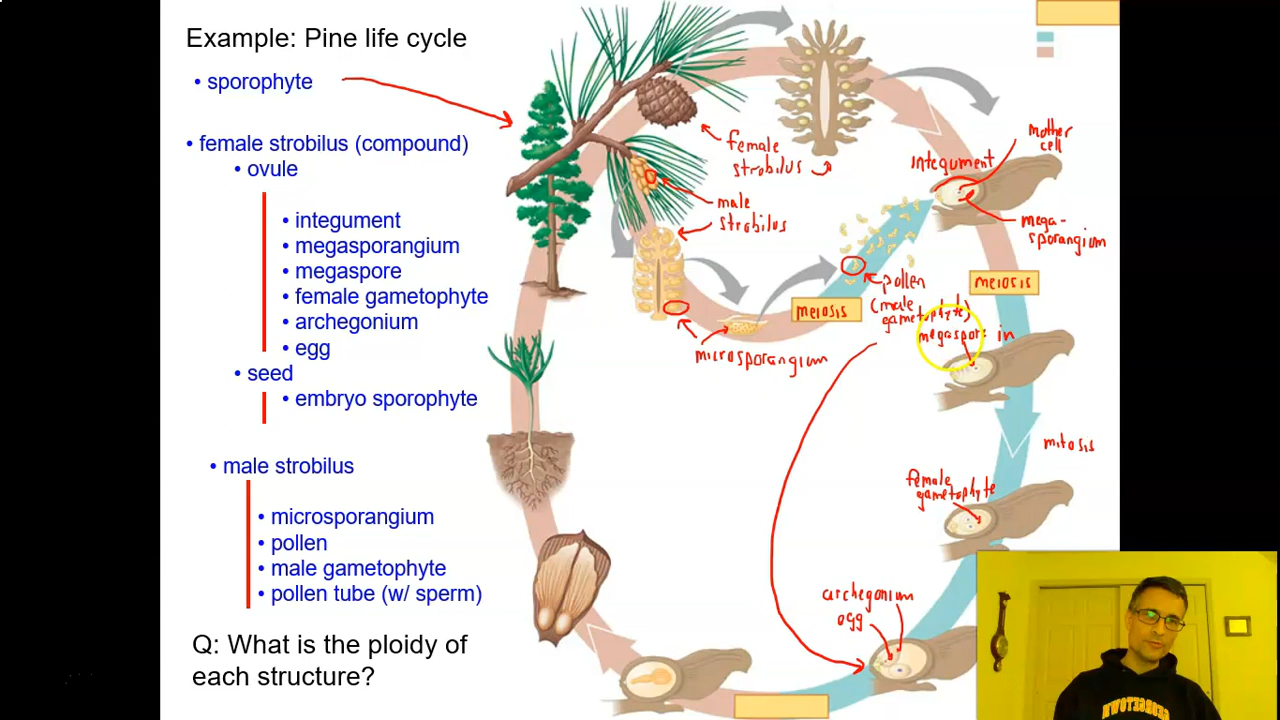 Example: Pine life cycle
• sporophyte
• female strobilus (compound)
• ovule
• integument
• megasporangium
• megaspore
• female gametophyte
• archegonium
• egg
• seed
• embryo sporophyte
• male strobilus
• microsporangium
• pollen
• male gametophyte
• pollen tube (w/ sperm)
Q: What is the ploidy of
each structure?
female
strobilus
male
strobilus
microsporangium
meiosis
pollen
(male
gametophyte)
integument
mother
cell
mega-
sporangium
meiosis
megaspore in
mitosis
female
gametophyte
archegonium
egg